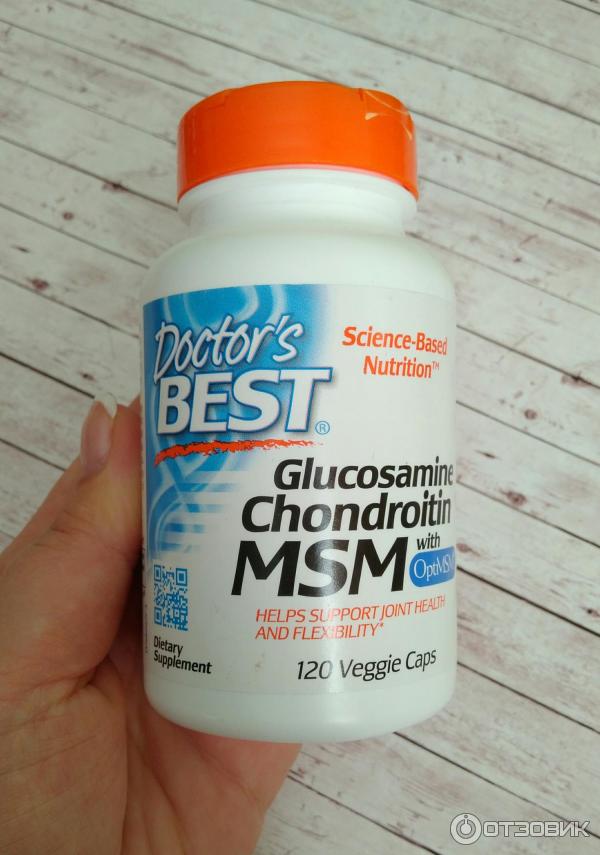 Doctor's
BEST®
Science-Based
Nutrition™
Glucosamine
Chondroitin
MSM with
OptiMSM
HELPS SUPPORT JOINT HEALTH
AND FLEXIBILITY*
Dietary
Supplement
120 Veggie Caps
ОТЗОВИК